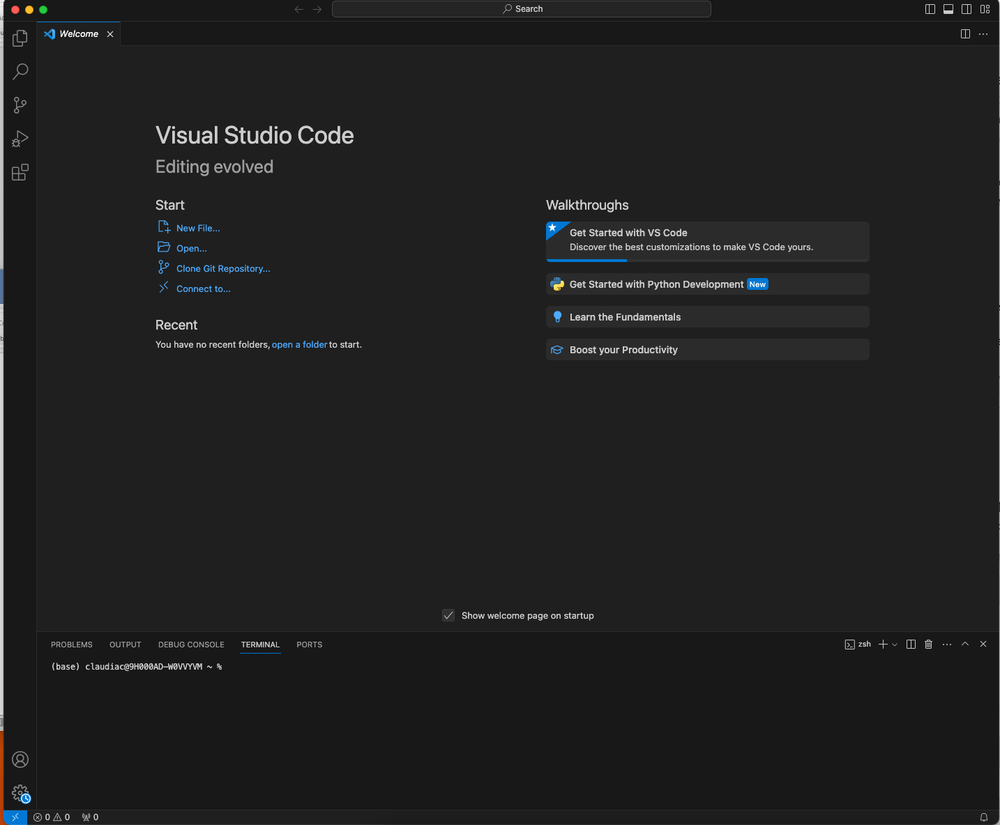 Search
Welcome
Visual Studio Code
Editing evolved
Start
New File...
Open...
Clone Git Repository...
Connect to...
Recent
You have no recent folders, open a folder to start.
Walkthroughs
Get Started with VS Code
Discover the best customizations to make VS Code yours.
Get Started with Python Development New
Learn the Fundamentals
Boost your Productivity
Show welcome page on startup
PROBLEMS OUTPUT DEBUG CONSOLE TERMINAL PORTS zsh
(base) claudiac@9H000AD-W0VVYVM ~ %
0 0 0